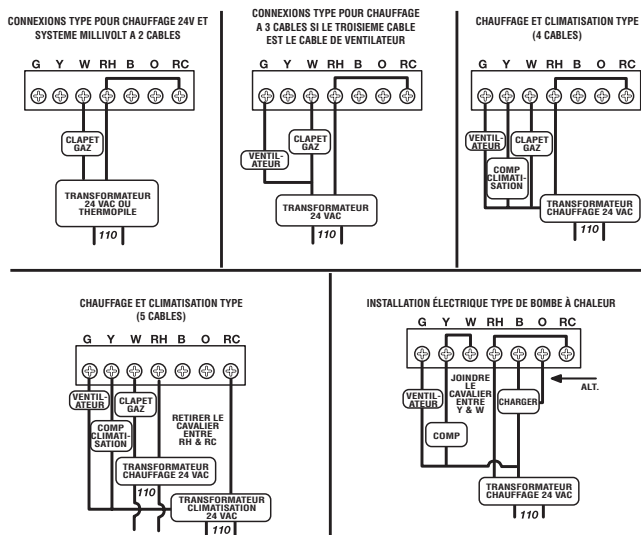 CONNEXIONS TYPE POUR CHAUFFAGE 24V ET
SYSTEME MILLIVOLT A 2 CABLES
G Y W RH B O RC
CLAPET
GAZ
TRANSFORMATEUR
24 VAC OU
THERMOPILE
110
CONNEXIONS TYPE POUR CHAUFFAGE
A 3 CABLES SI LE TROISIEME CABLE
EST LE CABLE DE VENTILATEUR
G Y W RH B O RC
VENTIL-
ATEUR
CLAPET
GAZ
TRANSFORMATEUR
24 VAC
110
CHAUFFAGE ET CLIMATISATION TYPE
(4 CABLES)
G Y W RH B O RC
VENTIL-
ATEUR
CLAPET
GAZ
COMP
CLIMATI-
SATION
TRANSFORMATEUR
CHAUFFAGE 24 VAC
110
CHAUFFAGE ET CLIMATISATION TYPE
(5 CABLES)
G Y W RH B O RC
VENTIL-
ATEUR
CLAPET
GAZ
COMP
CLIMATI-
SATION
RETIRER LE
CAVALIER
ENTRE
RH & RC
TRANSFORMATEUR
CHAUFFAGE 24 VAC
110
TRANSFORMATEUR
CLIMATISATION
24 VAC
110
INSTALLATION ÉLECTRIQUE TYPE DE BOMBE À CHALEUR
G Y W RH B O RC
VENTIL-
ATEUR
JOINDRE
LE
CAVALIER
ENTRE
Y & W
CHARGER
ALT.
COMP
TRANSFORMATEUR
CHAUFFAGE 24 VAC
110